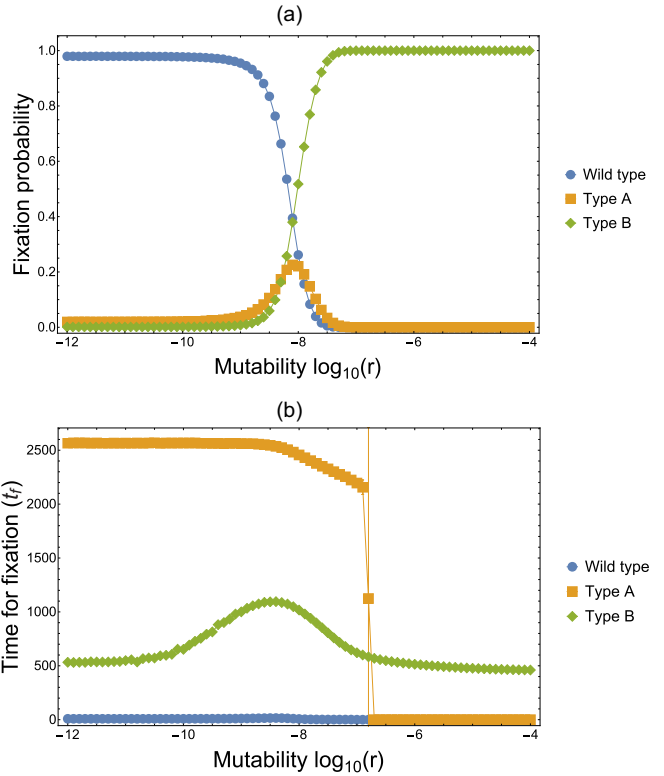 (a)
Fixation probability
1.0
0.8
0.6
0.4
0.2
0.0
−12
−10
−8
−6
−4
Mutability log₁₀(r)
Wild type
Type A
Type B
(b)
Time for fixation (t_f)
2500
2000
1500
1000
500
0
−12
−10
−8
−6
−4
Mutability log₁₀(r)
Wild type
Type A
Type B